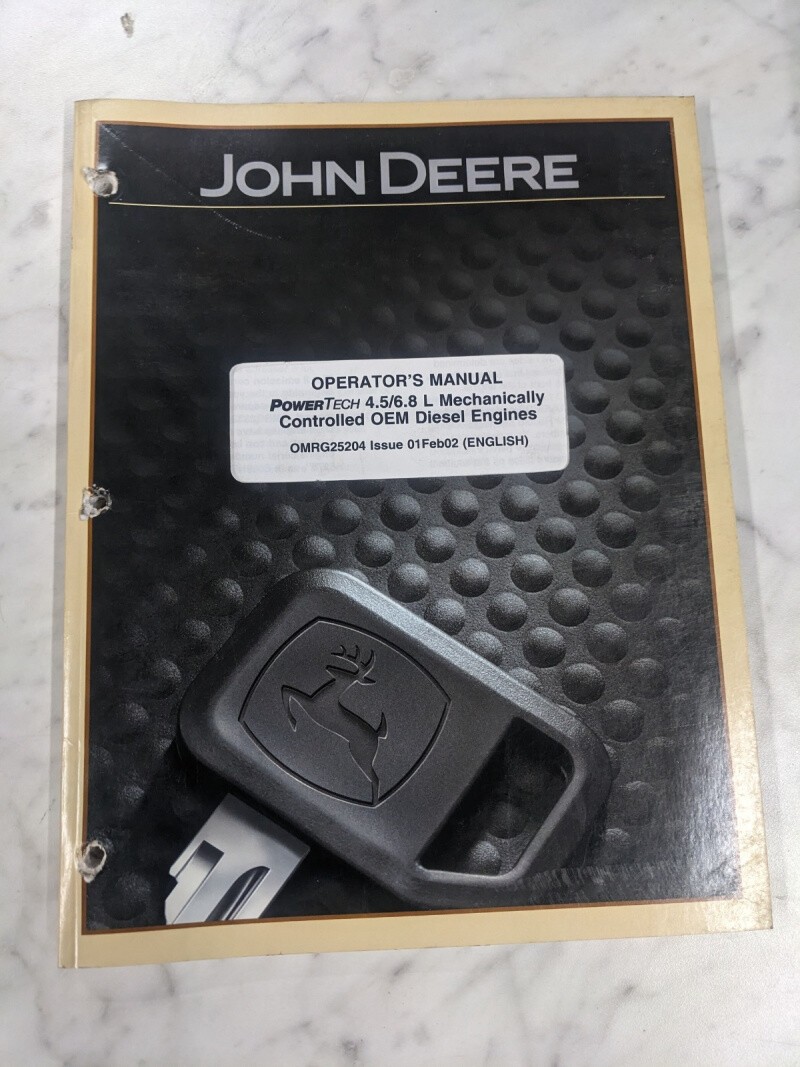 JOHN DEERE
OPERATOR'S MANUAL
POWERTECH 4.5/6.8 L Mechanically
Controlled OEM Diesel Engines
OMRG25204 Issue 01Feb02 (ENGLISH)